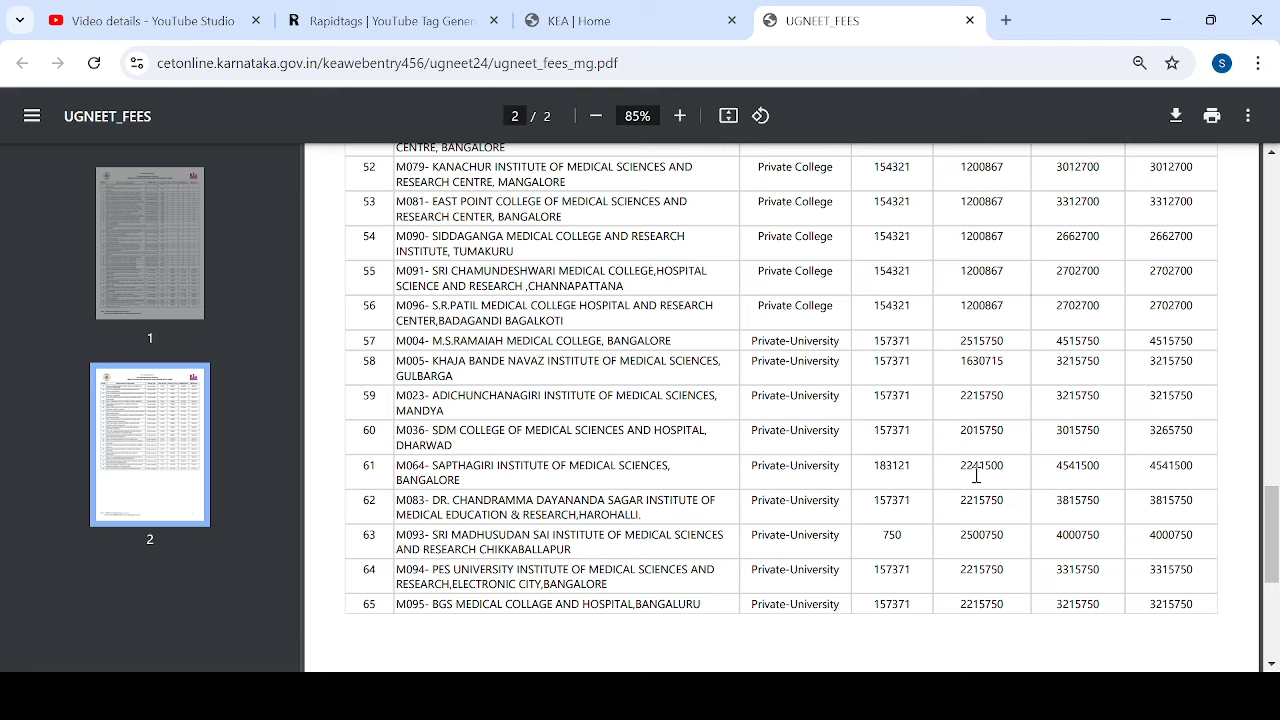 Video details - YouTube Studio
Rapidtags | YouTube Tag Gener
KEA | Home
UGNEET_FEES
cetonline.karnataka.gov.in/keawebentry456/ugneet24/ugneet_fees_mg.pdf
S
UGNEET_FEES
2 / 2
85%
1
2
CENTRE, BANGALORE
52 M079- KANACHUR INSTITUTE OF MEDICAL SCIENCES AND Private College 154321 1200867 3012700 3012700
RESEARCH CENTRE, MANGALORE
53 M081- EAST POINT COLLEGE OF MEDICAL SCIENCES AND Private College 154321 1200867 3312700 3312700
RESEARCH CENTER, BANGALORE
54 M090- SIDDAGANGA MEDICAL COLLEGE AND RESEARCH Private College 154321 1200867 2662700 2662700
INSTITUTE, TUMAKURU
55 M091- SRI CHAMUNDESHWARI MEDICAL COLLEGE,HOSPITAL Private College 154321 1200867 2702700 2702700
SCIENCE AND RESEARCH ,CHANNAPATTANA
56 M096- S.R.PATIL MEDICAL COLLEGE HOSPITAL AND RESEARCH Private College 154321 1200867 2702700 2702700
CENTER,BADAGANDI BAGALKOTI
57 M004- M.S.RAMAIAH MEDICAL COLLEGE, BANGALORE Private-University 157371 2515750 4515750 4515750
58 M005- KHAJA BANDE NAVAZ INSTITUTE OF MEDICAL SCIENCES, Private-University 157371 1630715 3215750 3215750
GULBARGA
59 M023- ADICHUNCHANAGIRI INSTITUTE OF MEDICAL SCIENCES, Private-University 157371 2215750 3215750 3215750
MANDYA
60 M036- SDM COLLEGE OF MEDICAL SCIENCES AND HOSPITAL, Private-University 157371 2015750 3015750 3265750
DHARWAD
61 M064- SAPTHAGIRI INSTITUTE OF MEDICAL SCIENCES, Private-University 183121 2241500 4541500 4541500
BANGALORE
62 M083- DR. CHANDRAMMA DAYANANDA SAGAR INSTITUTE OF Private-University 157371 2215750 3815750 3815750
MEDICAL EDUCATION & RESEARCH,HAROHALLI.
63 M093- SRI MADHUSUDAN SAI INSTITUTE OF MEDICAL SCIENCES Private-University 750 2500750 4000750 4000750
AND RESEARCH CHIKKABALLAPUR
64 M094- PES UNIVERSITY INSTITUTE OF MEDICAL SCIENCES AND Private-University 157371 2215750 3315750 3315750
RESEARCH,ELECTRONIC CITY,BANGALORE
65 M095- BGS MEDICAL COLLAGE AND HOSPITAL,BANGALURU Private-University 157371 2215750 3215750 3215750